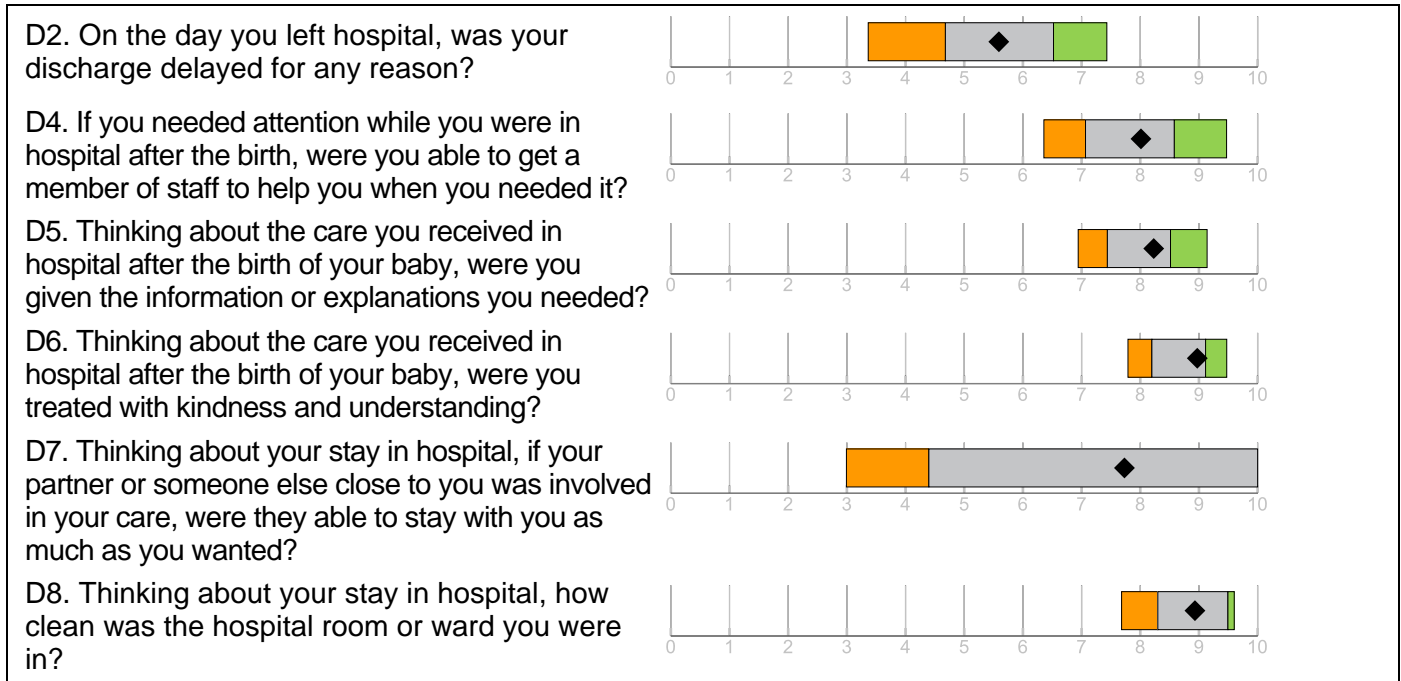 D2. On the day you left hospital, was your
discharge delayed for any reason?
0 1 2 3 4 5 6 7 8 9 10
D4. If you needed attention while you were in
hospital after the birth, were you able to get a
member of staff to help you when you needed it?
0 1 2 3 4 5 6 7 8 9 10
D5. Thinking about the care you received in
hospital after the birth of your baby, were you
given the information or explanations you needed?
0 1 2 3 4 5 6 7 8 9 10
D6. Thinking about the care you received in
hospital after the birth of your baby, were you
treated with kindness and understanding?
0 1 2 3 4 5 6 7 8 9 10
D7. Thinking about your stay in hospital, if your
partner or someone else close to you was involved
in your care, were they able to stay with you as
much as you wanted?
0 1 2 3 4 5 6 7 8 9 10
D8. Thinking about your stay in hospital, how
clean was the hospital room or ward you were
in?
0 1 2 3 4 5 6 7 8 9 10